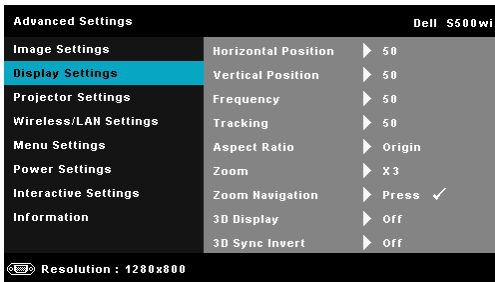 Advanced Settings Dell S500wi
Image Settings
Display Settings
Projector Settings
Wireless/LAN Settings
Menu Settings
Power Settings
Interactive Settings
Information
Horizontal Position 50
Vertical Position 50
Frequency 50
Tracking 50
Aspect Ratio Origin
Zoom X3
Zoom Navigation Press ✓
3D Display Off
3D Sync Invert Off
Resolution : 1280x800